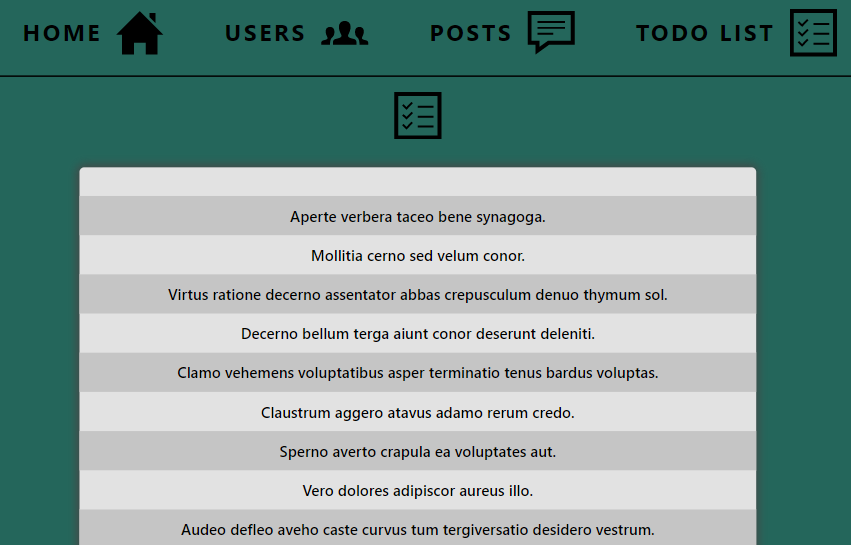 HOME USERS POSTS TODO LIST
Aperte verbera taceo bene synagoga.
Mollitia cerno sed velum conor.
Virtus ratione decerno assentator abbas crepusculum denuo thymum sol.
Decerno bellum terga aiunt conor deserunt deleniti.
Clamo vehemens voluptatibus asper terminatio tenus bardus voluptas.
Claustrum aggero atavus adamo rerum credo.
Sperno averto crapula ea voluptates aut.
Vero dolores adipiscor aureus illo.
Audeo defleo aveho caste curvus tum tergiversatio desidero vestrum.